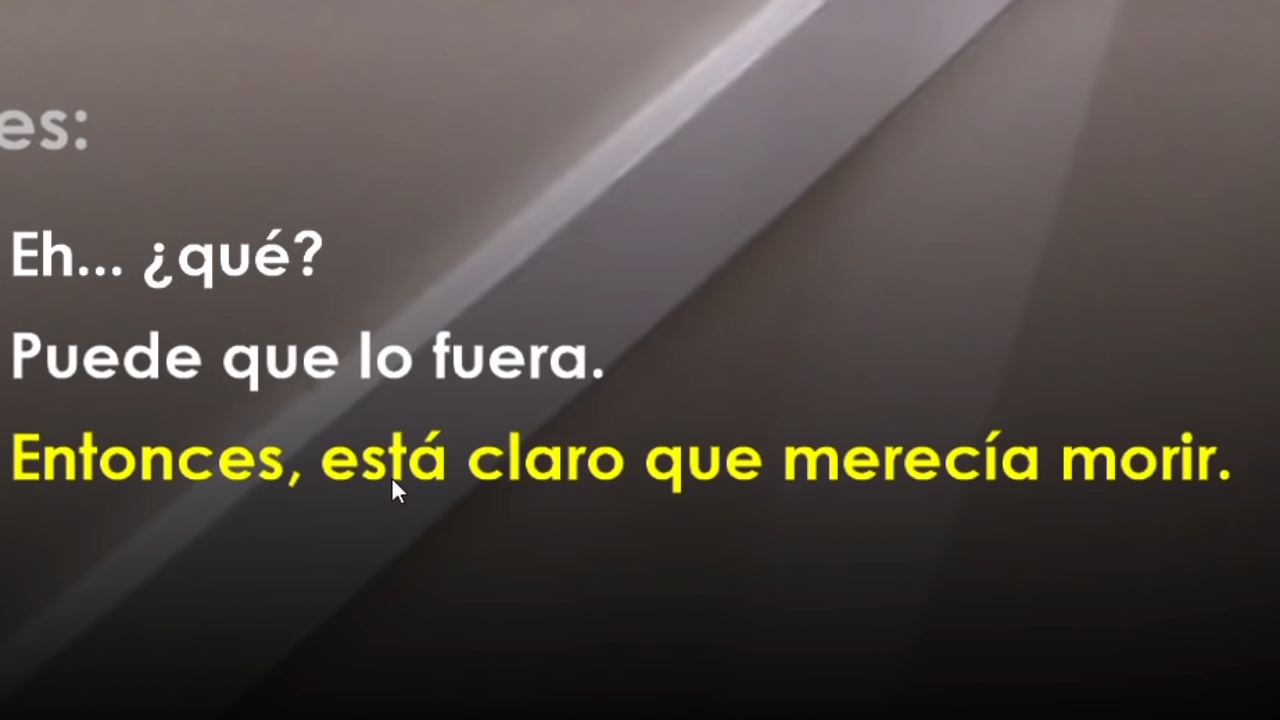 es:
Eh... ¿qué?
Puede que lo fuera.
Entonces, está claro que merecía morir.